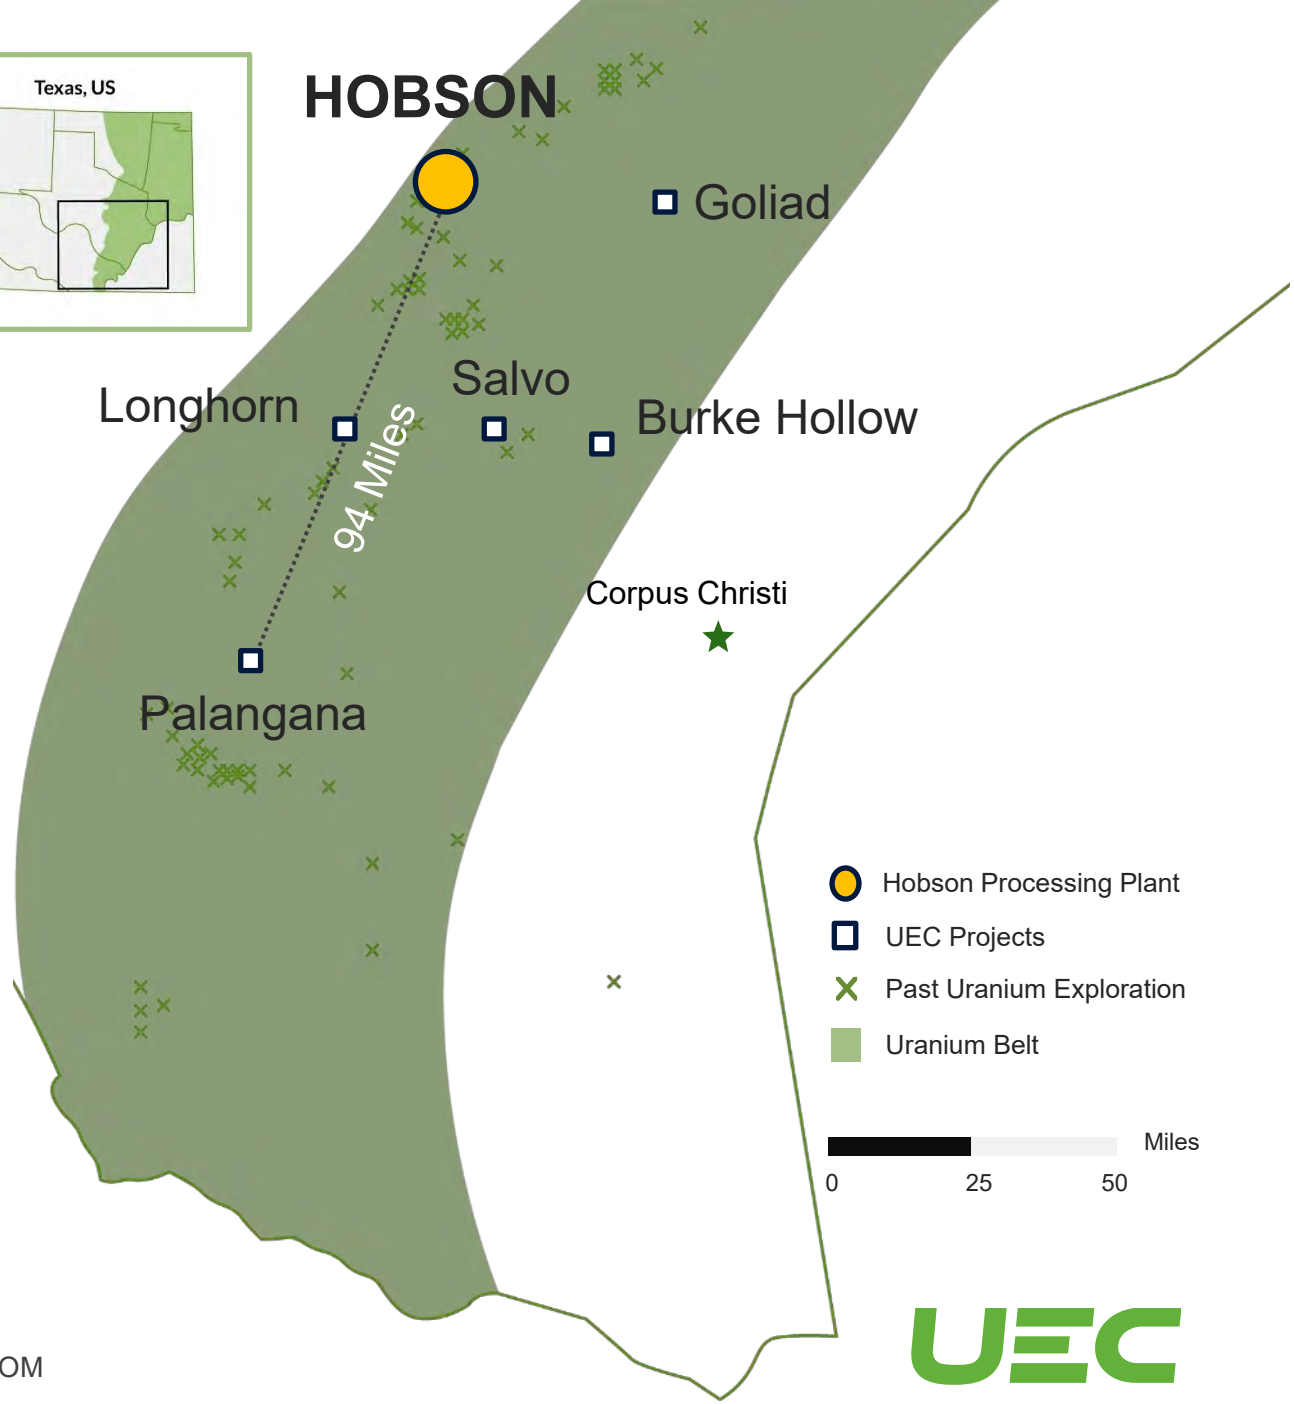 Texas, US
HOBSON
Goliad
Salvo
Longhorn
Burke Hollow
94 Miles
Corpus Christi
Palangana
Hobson Processing Plant
UEC Projects
Past Uranium Exploration
Uranium Belt
Miles
0 25 50
UEC
OM